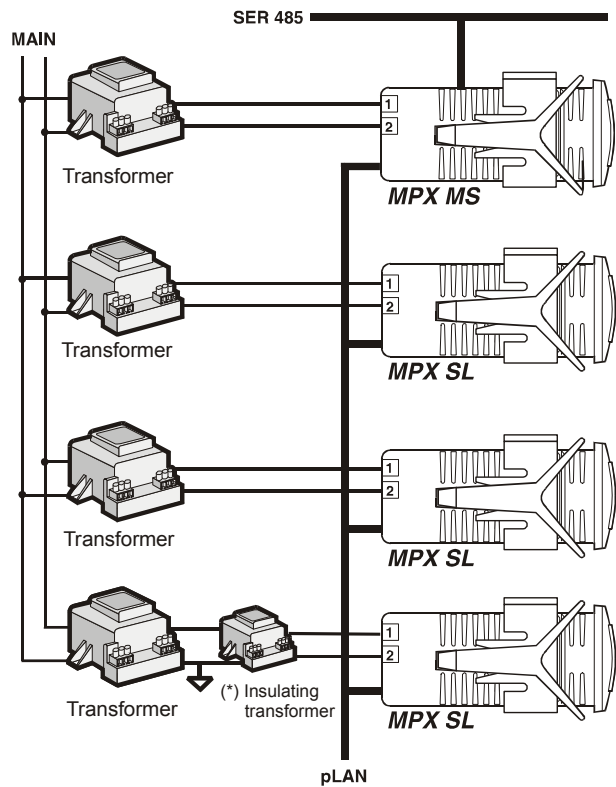 SER 485
MAIN
1
2
Transformer
MPX MS
1
2
Transformer
MPX SL
1
2
Transformer
MPX SL
1
2
Transformer
(*) Insulating
transformer
MPX SL
pLAN